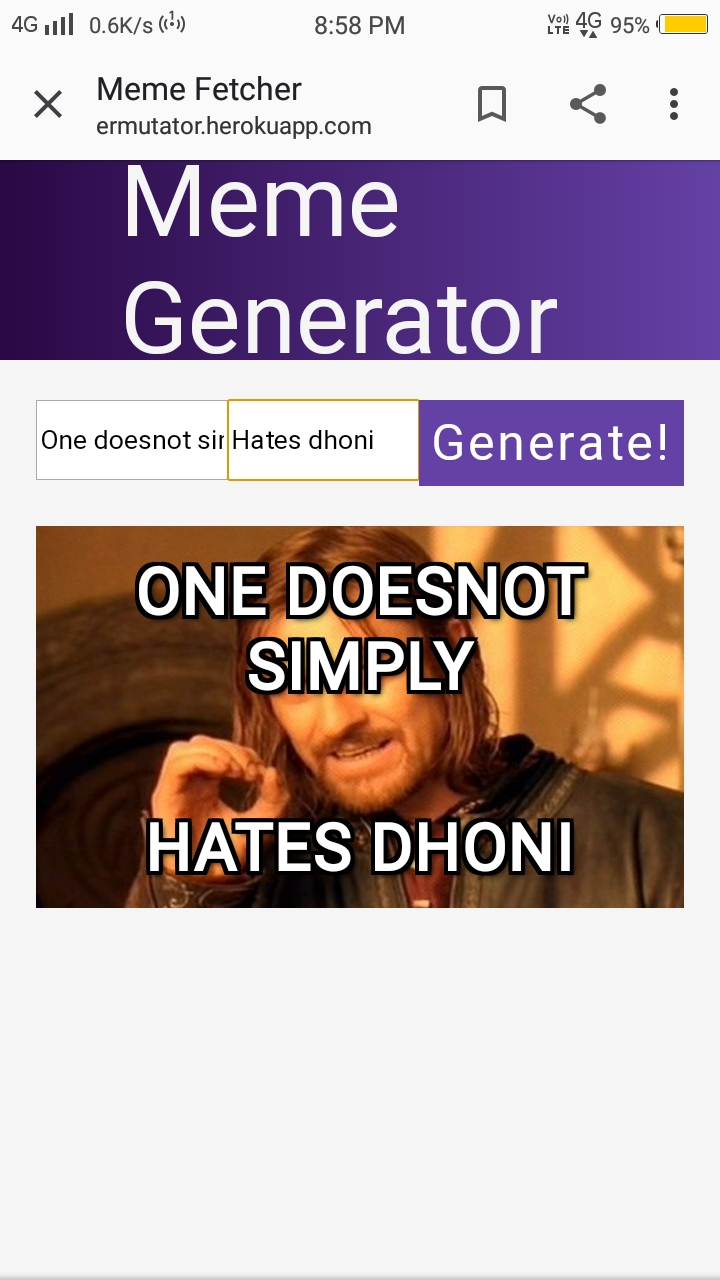 4G 0.6K/s 1 8:58 PM Vo) LTE 4G 95%
Meme Fetcher
ermutator.herokuapp.com
Meme
Generator
One doesnot sir Hates dhoni Generate!
ONE DOESNOT
SIMPLY
HATES DHONI